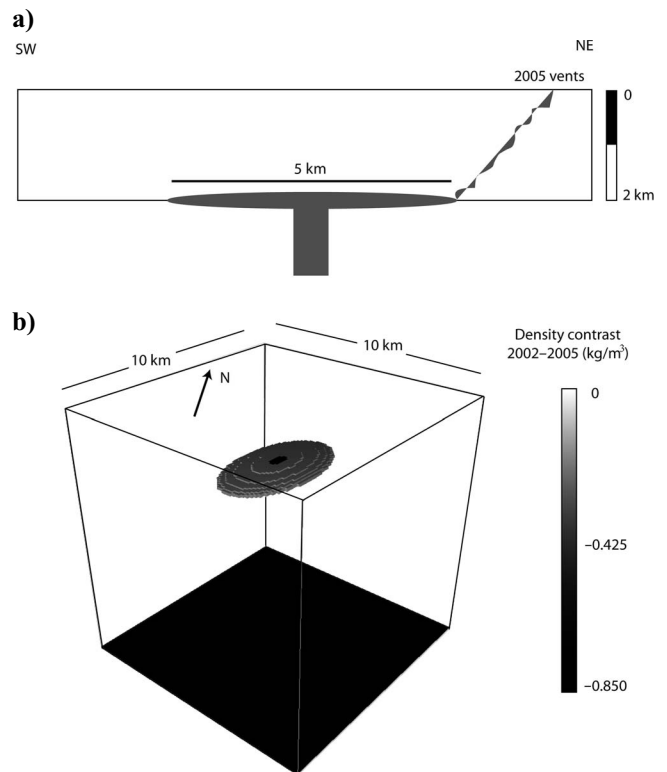 a)
SW
NE
2005 vents
0
5 km
2 km
b)
10 km
10 km
N
Density contrast
2002–2005 (kg/m³)
0
–0.425
–0.850